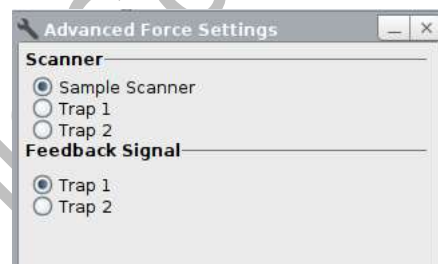 Advanced Force Settings
Scanner
Sample Scanner
Trap 1
Trap 2
Feedback Signal
Trap 1
Trap 2